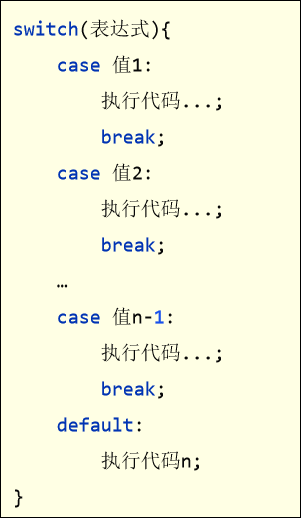 switch(表达式){
case 值1:
执行代码...;
break;
case 值2:
执行代码...;
break;
…
case 值n-1:
执行代码...;
break;
default:
执行代码n;
}